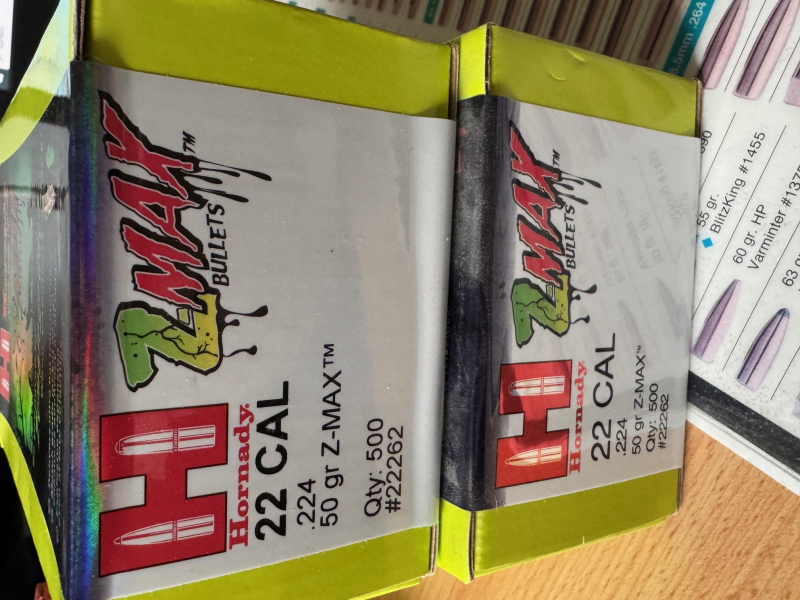 Z-MAX™
BULLETS
H
Hornady®
22 CAL
.224
50 gr Z-MAX™
Qty: 500
#22262
Z-MAX™
BULLETS
H
Hornady
22 CAL
.224
50 gr Z-MAX™
Qty: 500
#22262
.264
55 gr.
BlitzKing #1455
60 gr. HP